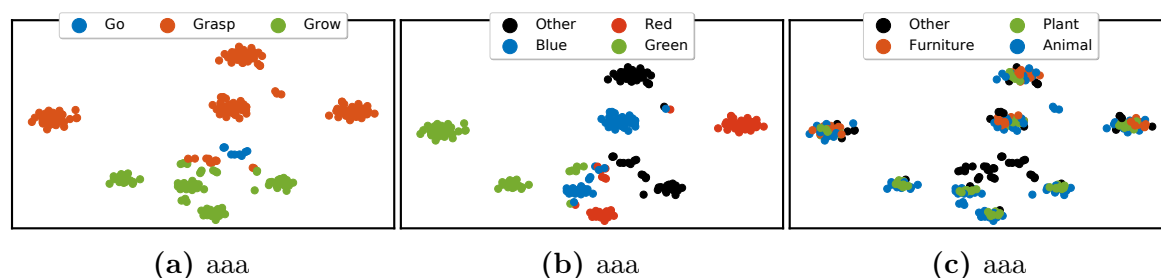 Go Grasp Grow
Other Red
Blue Green
Other Plant
Furniture Animal
(a) aaa
(b) aaa
(c) aaa